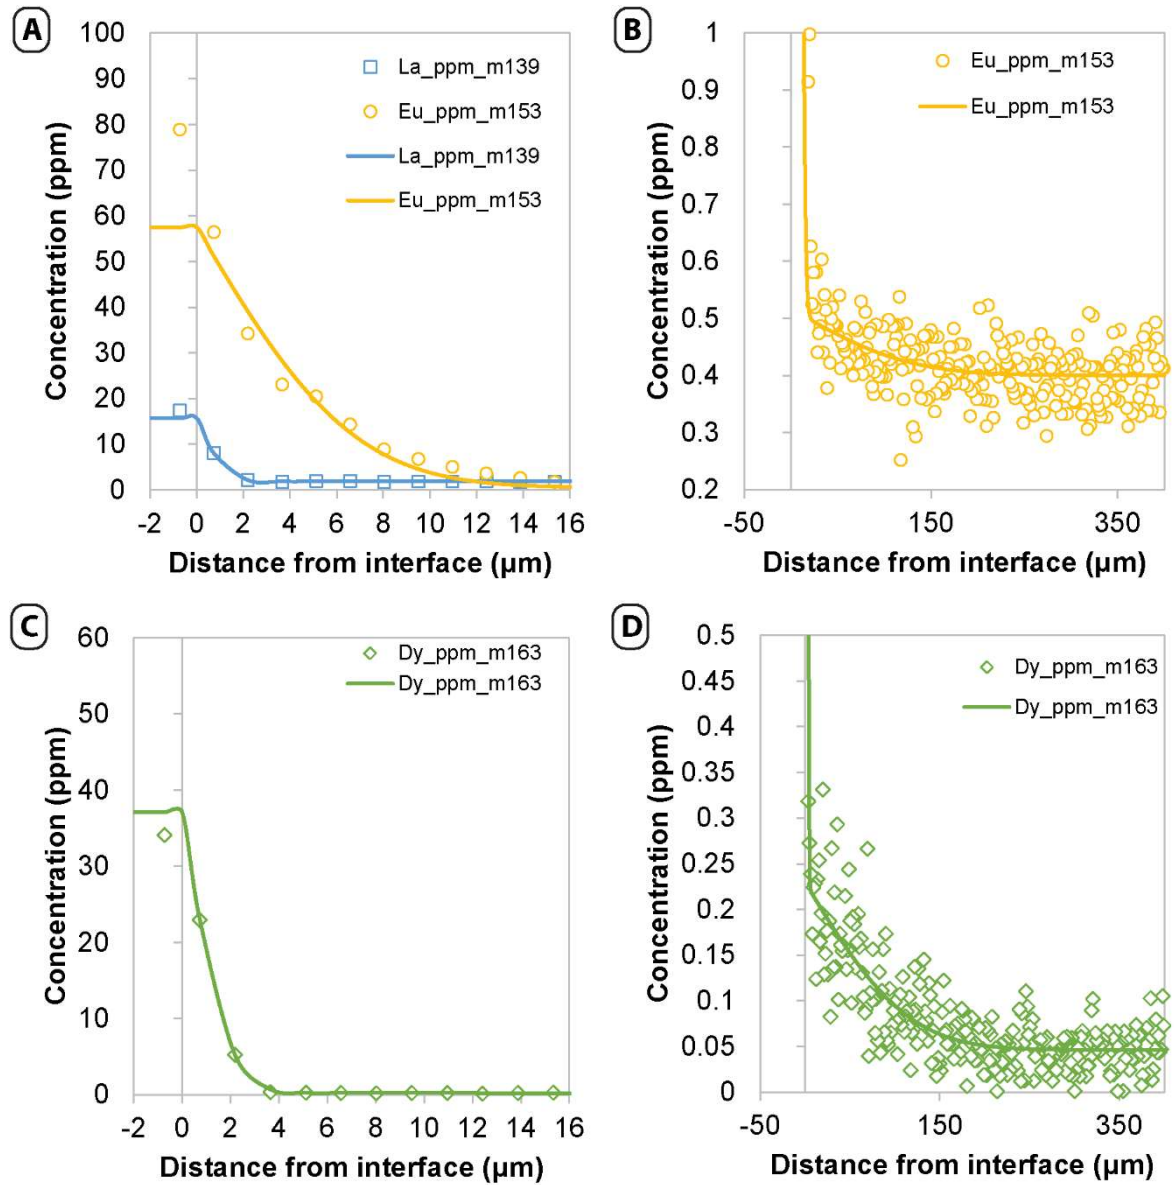 A
Concentration (ppm)
100
90
80
70
60
50
40
30
20
10
0
La_ppm_m139
Eu_ppm_m153
La_ppm_m139
Eu_ppm_m153
-2 0 2 4 6 8 10 12 14 16
Distance from interface (µm)
B
Concentration (ppm)
1
0.9
0.8
0.7
0.6
0.5
0.4
0.3
0.2
Eu_ppm_m153
Eu_ppm_m153
-50 150 350
Distance from interface (µm)
C
Concentration (ppm)
60
50
40
30
20
10
0
Dy_ppm_m163
Dy_ppm_m163
-2 0 2 4 6 8 10 12 14 16
Distance from interface (µm)
D
Concentration (ppm)
0.5
0.45
0.4
0.35
0.3
0.25
0.2
0.15
0.1
0.05
0
Dy_ppm_m163
Dy_ppm_m163
-50 150 350
Distance from interface (µm)